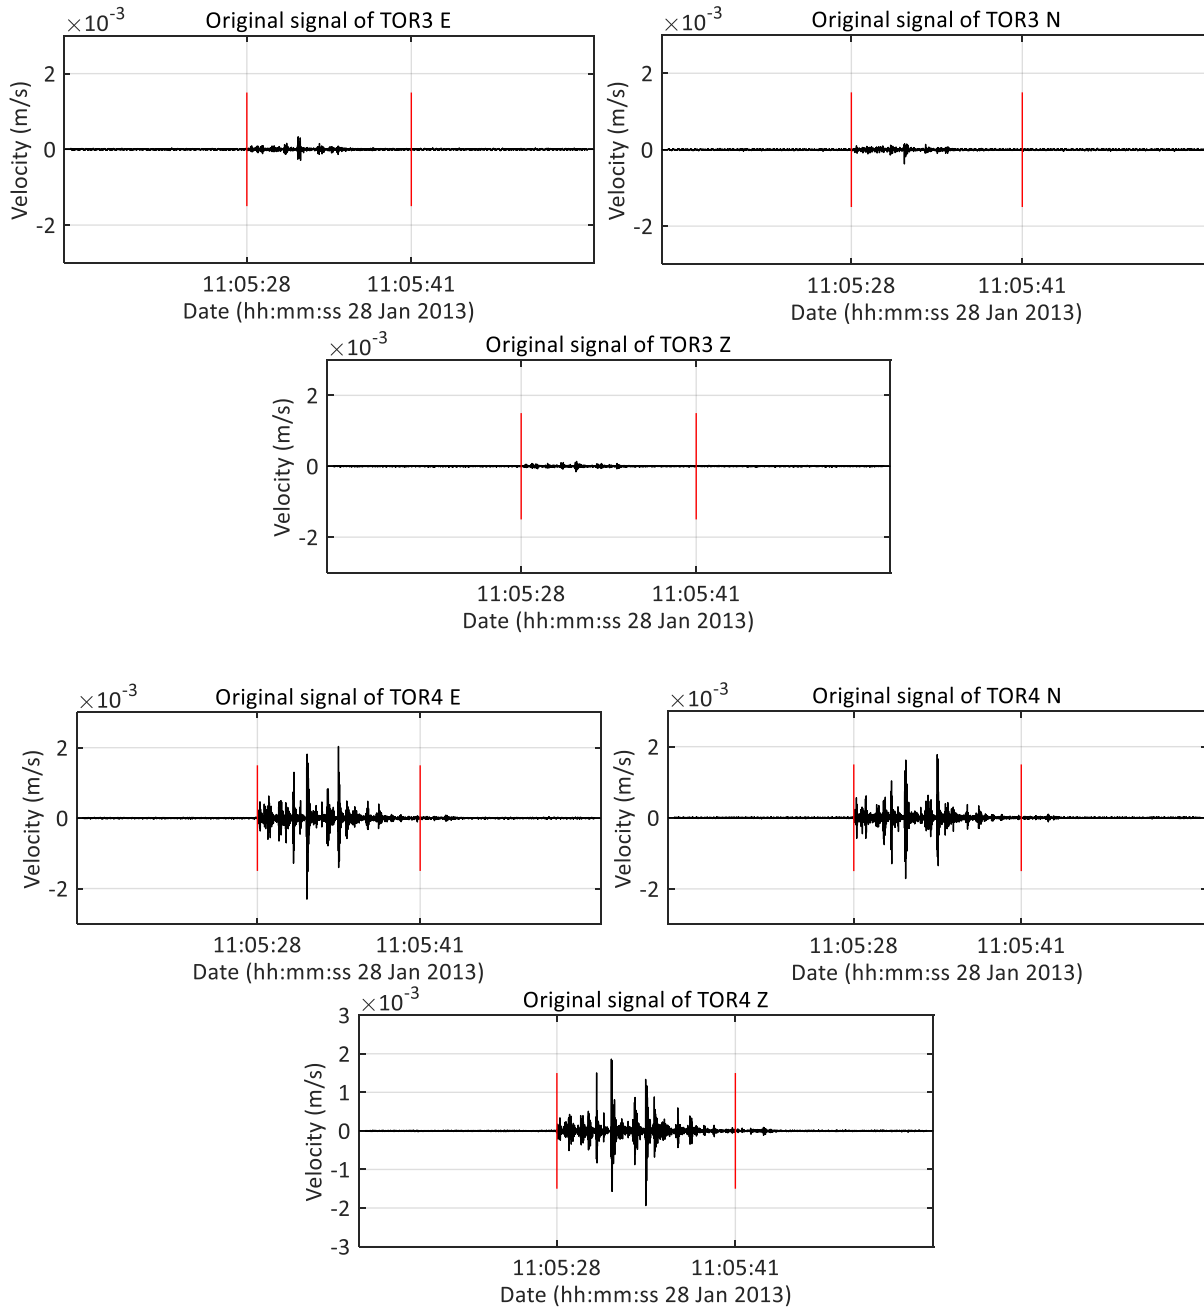 ×10-3 Original signal of TOR3 E
Velocity (m/s)
2
0
-2
11:05:28 11:05:41
Date (hh:mm:ss 28 Jan 2013)
×10-3 Original signal of TOR3 N
Velocity (m/s)
2
0
-2
11:05:28 11:05:41
Date (hh:mm:ss 28 Jan 2013)
×10-3 Original signal of TOR3 Z
Velocity (m/s)
2
0
-2
11:05:28 11:05:41
Date (hh:mm:ss 28 Jan 2013)
×10-3 Original signal of TOR4 E
Velocity (m/s)
2
0
-2
11:05:28 11:05:41
Date (hh:mm:ss 28 Jan 2013)
×10-3 Original signal of TOR4 N
Velocity (m/s)
2
0
-2
11:05:28 11:05:41
Date (hh:mm:ss 28 Jan 2013)
×10-3 Original signal of TOR4 Z
Velocity (m/s)
3
2
1
0
-1
-2
-3
11:05:28 11:05:41
Date (hh:mm:ss 28 Jan 2013)